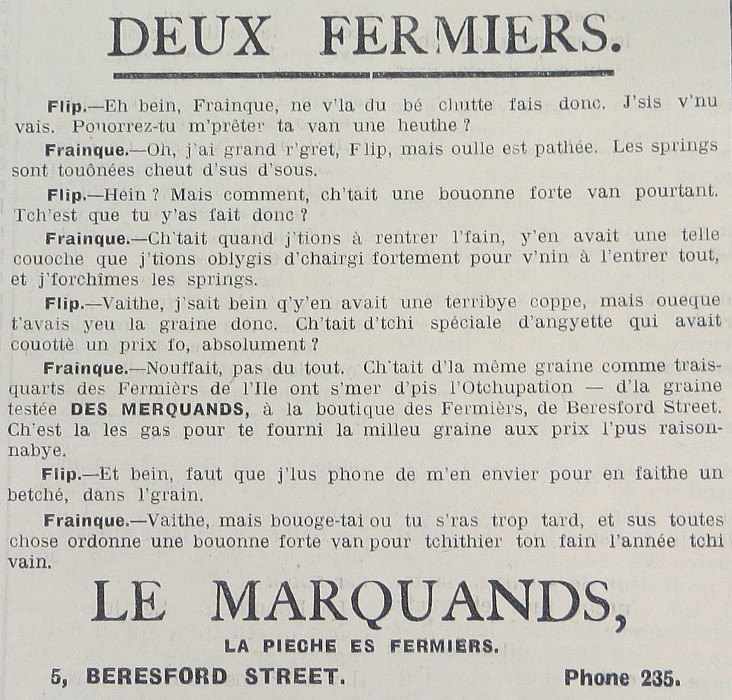 DEUX FERMIERS.
Flip.—Eh bein, Frainque, ne v'la du bé chutte fais donc. J'sis v'nu
vais. Pouorrez-tu m'prêter ta van une heuthe ?
Frainque.—Oh, j'ai grand r'gret, Flip, mais oulle est pathée. Les springs
sont touônées cheut d'sus d'sous.
Flip.—Hein ? Mais comment, ch'tait une bouonne forte van pourtant.
Tch'est que tu y'as fait donc ?
Frainque.—Ch'tait quand j'tions à rentrer l'fain, y'en avait une telle
couoche que j'tions oblygis d'chairgi fortement pour v'nin à l'entrer tout,
et j'forchîmes les springs.
Flip.—Vaithe, j'sait bein q'y'en avait une terribye coppe, mais oueque
t'avais yeu la graine donc. Ch'tait d'tchi spéciale d'angyette qui avait
couottè un prix fo, absolument ?
Frainque.—Nouffait, pas du tout. Ch'tait d'la même graine comme trais-
quarts des Fermièrs de l'Ile ont s'mer d'pis l'Otchupation — d'la graine
testée DES MERQUANDS, à la boutique des Fermièrs, de Beresford Street.
Ch'est la les gas pour te fourni la milleu graine aux prix l'pus raison-
nabye.
Flip.—Et bein, faut que j'lus phone de m'en envier pour en faithe un
betché, dans l'grain.
Frainque.—Vaithe, mais bouoge-tai ou tu s'ras trop tard, et sus toutes
chose ordonne une bouonne forte van pour tchithier ton fain l'année tchi
vain.
LE MARQUANDS,
LA PIECHE ES FERMIERS.
5, BERESFORD STREET. Phone 235.